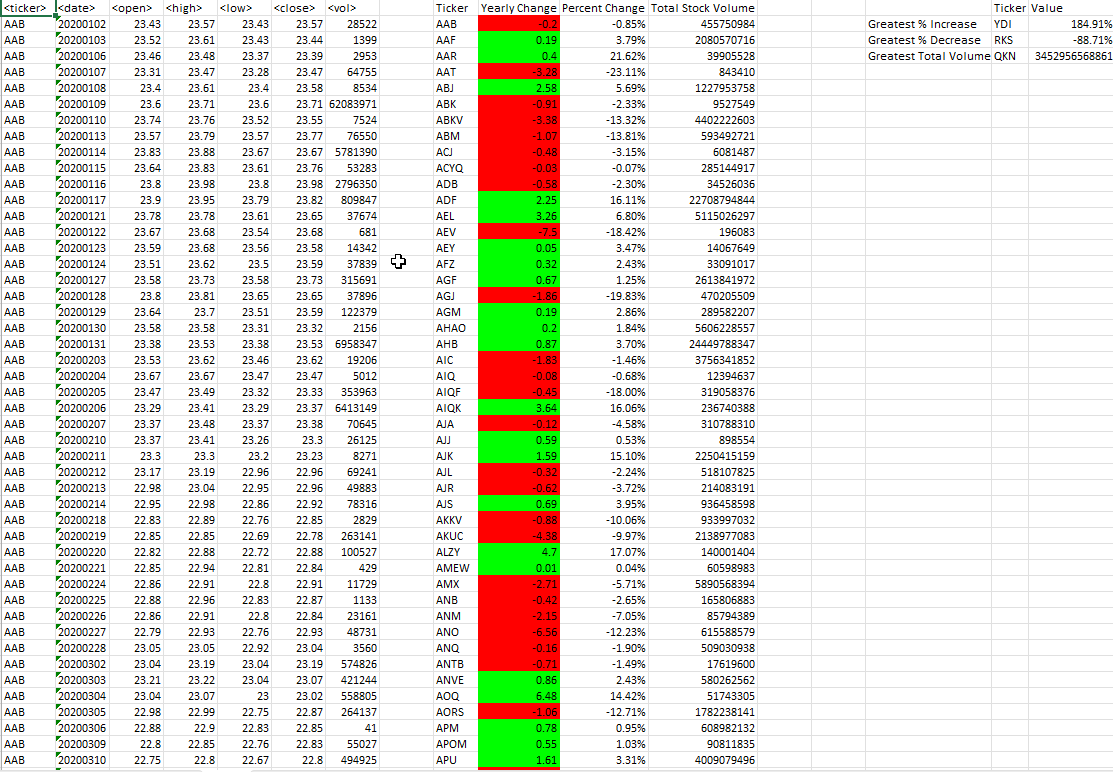 <ticker> <date> <open> <high> <low> <close> <vol> Ticker Yearly Change Percent Change Total Stock Volume Ticker Value
AAB 20200102 23.43 23.57 23.43 23.57 28522 AAB -0.2 -0.85% 455750984 Greatest % Increase YDI 184.91%
AAB 20200103 23.52 23.61 23.43 23.44 1399 AAF 0.19 3.79% 2080570716 Greatest % Decrease RKS -88.71%
AAB 20200106 23.46 23.48 23.37 23.39 2953 AAR 0.4 21.62% 39905528 Greatest Total Volume QKN 3452956568861
AAB 20200107 23.31 23.47 23.28 23.47 64755 AAT -3.28 -23.11% 843410
AAB 20200108 23.4 23.61 23.4 23.58 8534 ABJ 2.58 5.69% 1227953758
AAB 20200109 23.6 23.71 23.6 23.71 62083971 ABK -0.91 -2.33% 9527549
AAB 20200110 23.74 23.76 23.52 23.55 7524 ABKV -3.38 -13.32% 4402222603
AAB 20200113 23.57 23.79 23.57 23.77 76550 ABM -1.07 -13.81% 593492721
AAB 20200114 23.83 23.88 23.67 23.67 5781390 ACJ -0.48 -3.15% 6081487
AAB 20200115 23.64 23.83 23.61 23.76 53283 ACYQ -0.03 -0.07% 285144917
AAB 20200116 23.8 23.98 23.8 23.98 2796350 ADB -0.58 -2.30% 34526036
AAB 20200117 23.9 23.95 23.79 23.82 809847 ADF 2.25 16.11% 22708794844
AAB 20200121 23.78 23.78 23.61 23.65 37674 AEL 3.26 6.80% 5115026297
AAB 20200122 23.67 23.68 23.54 23.68 681 AEV -7.5 -18.42% 196083
AAB 20200123 23.59 23.68 23.56 23.58 14342 AEY 0.05 3.47% 14067649
AAB 20200124 23.51 23.62 23.5 23.59 37839 AFZ 0.32 2.43% 33091017
AAB 20200127 23.58 23.73 23.58 23.73 315691 AGF 0.67 1.25% 2613841972
AAB 20200128 23.8 23.81 23.65 23.65 37896 AGJ -1.86 -19.83% 470205509
AAB 20200129 23.64 23.7 23.51 23.59 122379 AGM 0.19 2.86% 289582207
AAB 20200130 23.58 23.58 23.31 23.32 2156 AHAO 0.2 1.84% 5606228557
AAB 20200131 23.38 23.53 23.38 23.53 6958347 AHB 0.87 3.70% 24449788347
AAB 20200203 23.53 23.62 23.46 23.62 19206 AIC -1.83 -1.46% 3756341852
AAB 20200204 23.67 23.67 23.47 23.47 5012 AIQ -0.08 -0.68% 12394637
AAB 20200205 23.47 23.49 23.32 23.33 353963 AIQF -0.45 -18.00% 319058376
AAB 20200206 23.29 23.41 23.29 23.37 6413149 AIQK 3.64 16.06% 236740388
AAB 20200207 23.37 23.48 23.37 23.38 70645 AJA -0.12 -4.58% 310788310
AAB 20200210 23.37 23.41 23.26 23.3 26125 AJJ 0.59 0.53% 898554
AAB 20200211 23.3 23.3 23.2 23.23 8271 AJK 1.59 15.10% 2250415159
AAB 20200212 23.17 23.19 22.96 22.96 69241 AJL -0.32 -2.24% 518107825
AAB 20200213 22.98 23.04 22.95 22.96 49883 AJR -0.62 -3.72% 214083191
AAB 20200214 22.95 22.98 22.86 22.92 78316 AJS 0.69 3.95% 936458598
AAB 20200218 22.83 22.89 22.76 22.85 2829 AKKV -0.88 -10.06% 933997032
AAB 20200219 22.85 22.85 22.69 22.78 263141 AKUC -4.38 -9.97% 2138977083
AAB 20200220 22.82 22.88 22.72 22.88 100527 ALZY 4.7 17.07% 140001404
AAB 20200221 22.85 22.94 22.81 22.84 429 AMEW 0.01 0.04% 60598983
AAB 20200224 22.86 22.91 22.8 22.91 11729 AMX -2.71 -5.71% 5890568394
AAB 20200225 22.88 22.96 22.83 22.87 1133 ANB -0.42 -2.65% 165806883
AAB 20200226 22.86 22.91 22.8 22.84 23161 ANM -2.15 -7.05% 85794389
AAB 20200227 22.79 22.93 22.76 22.93 48731 ANO -6.56 -12.23% 615588579
AAB 20200228 23.05 23.05 22.92 23.04 3560 ANQ -0.16 -1.90% 509030938
AAB 20200302 23.04 23.19 23.04 23.19 574826 ANTB -0.71 -1.49% 17619600
AAB 20200303 23.21 23.22 23.04 23.07 421244 ANVE 0.86 2.43% 580262562
AAB 20200304 23.04 23.07 23 23.02 558805 AOQ 6.48 14.42% 51743305
AAB 20200305 22.98 22.99 22.75 22.87 264137 AORS -1.06 -12.71% 1782238141
AAB 20200306 22.88 22.9 22.83 22.85 41 APM 0.78 0.95% 608982132
AAB 20200309 22.8 22.85 22.76 22.83 55027 APOM 0.55 1.03% 90811835
AAB 20200310 22.75 22.8 22.67 22.8 494925 APU 1.61 3.31% 4009079496